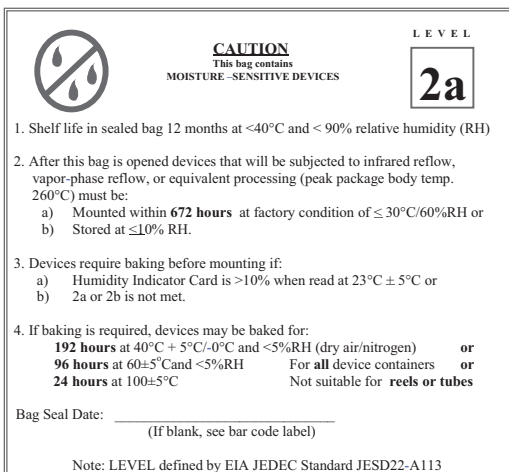 L E V E L
CAUTION
This bag contains
MOISTURE –SENSITIVE DEVICES
2a
1. Shelf life in sealed bag 12 months at <40°C and < 90% relative humidity (RH)
2. After this bag is opened devices that will be subjected to infrared reflow,
vapor-phase reflow, or equivalent processing (peak package body temp.
260°C) must be:
a) Mounted within 672 hours at factory condition of ≤ 30°C/60%RH or
b) Stored at ≤10% RH.
3. Devices require baking before mounting if:
a) Humidity Indicator Card is >10% when read at 23°C ± 5°C or
b) 2a or 2b is not met.
4. If baking is required, devices may be baked for:
192 hours at 40°C + 5°C/-0°C and <5%RH (dry air/nitrogen) or
96 hours at 60±5°Cand <5%RH For all device containers or
24 hours at 100±5°C Not suitable for reels or tubes
Bag Seal Date: ______________________________
(If blank, see bar code label)
Note: LEVEL defined by EIA JEDEC Standard JESD22-A113